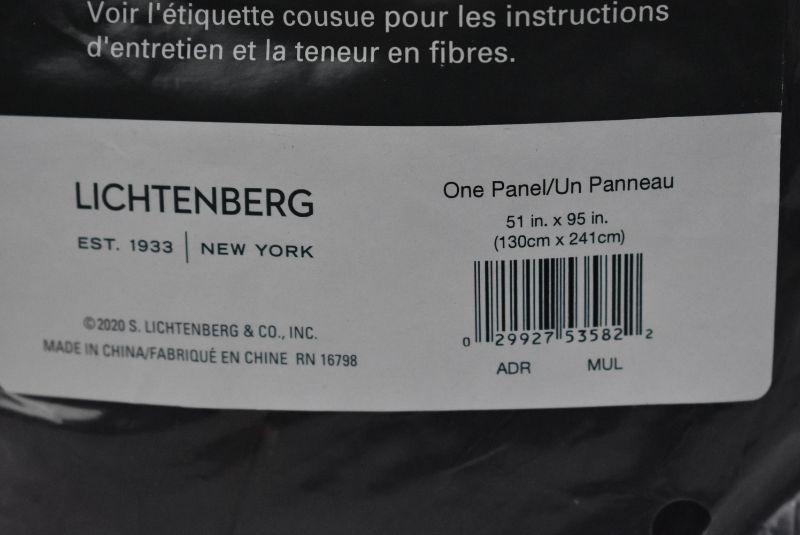 Voir l'étiquette cousue pour les instructions
d'entretien et la teneur en fibres.
LICHTENBERG
EST. 1933 | NEW YORK
©2020 S. LICHTENBERG & CO., INC.
MADE IN CHINA/FABRIQUÉ EN CHINE RN 16798
One Panel/Un Panneau
51 in. x 95 in.
(130cm x 241cm)
0 29927 53582 2
ADR MUL